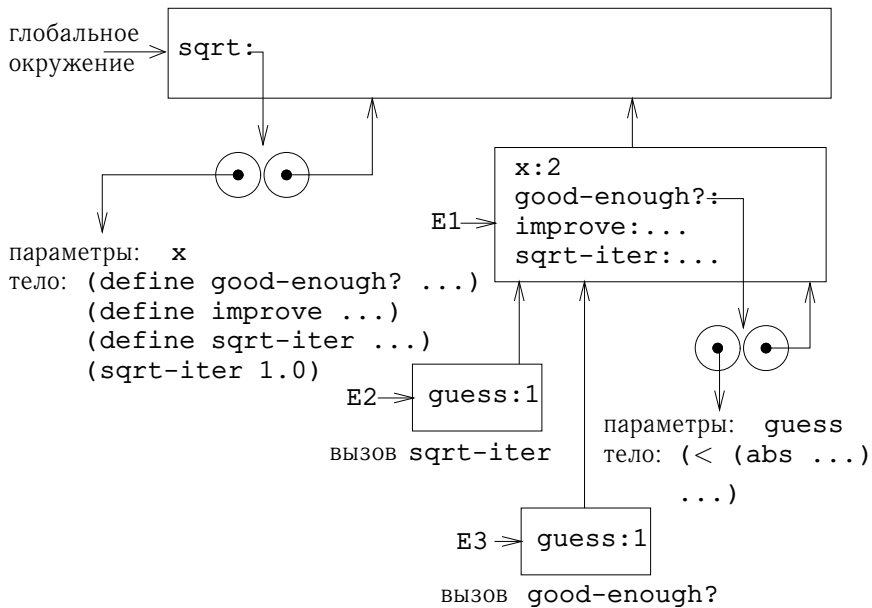 глобальное
окружение
sqrt:
x:2
good-enough?:
improve:...
sqrt-iter:...
E1
параметры: x
тело: (define good-enough? ...)
(define improve ...)
(define sqrt-iter ...)
(sqrt-iter 1.0)
E2
guess:1
вызов sqrt-iter
параметры: guess
тело: (< (abs ...)
...)
E3
guess:1
вызов good-enough?